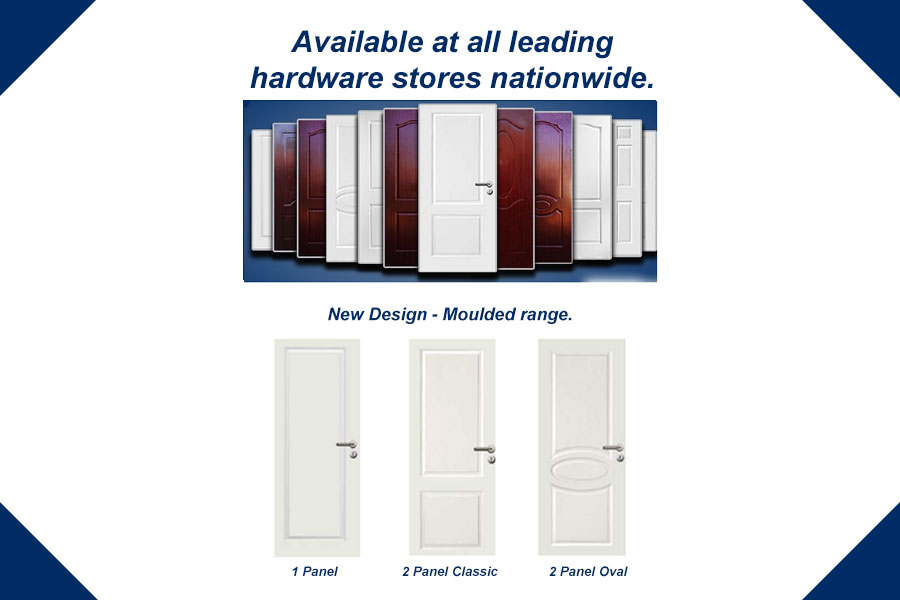 Available at all leading
hardware stores nationwide.
New Design - Moulded range.
1 Panel
2 Panel Classic
2 Panel Oval